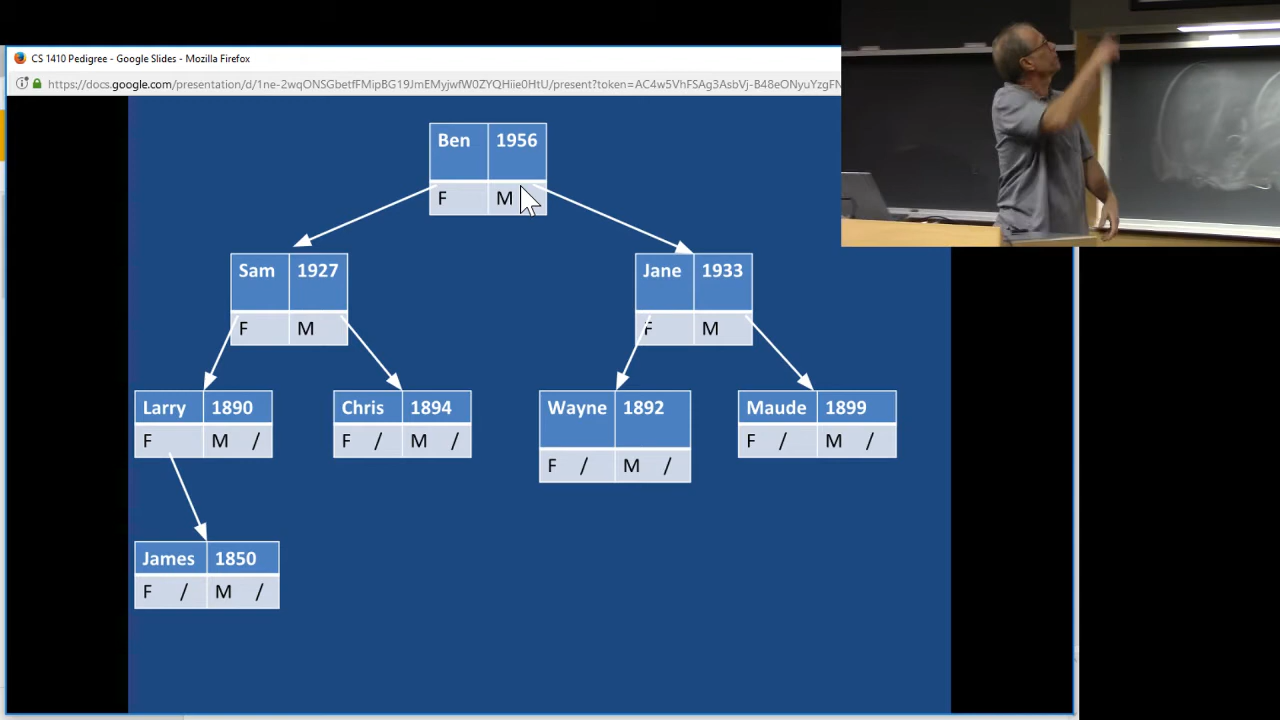 CS 1410 Pedigree - Google Slides - Mozilla Firefox
https://docs.google.com/presentation/d/1ne-2wqONSGbetfFMipBG19JmEMyjwfW0ZYQHiie0HtU/present?token=AC4w5VhFSAg3AsbVj-B48eONyuYzgFN
Ben 1956
F M
Sam 1927
F M
Jane 1933
F M
Larry 1890
F M /
Chris 1894
F / M /
Wayne 1892
F / M /
Maude 1899
F / M /
James 1850
F / M /